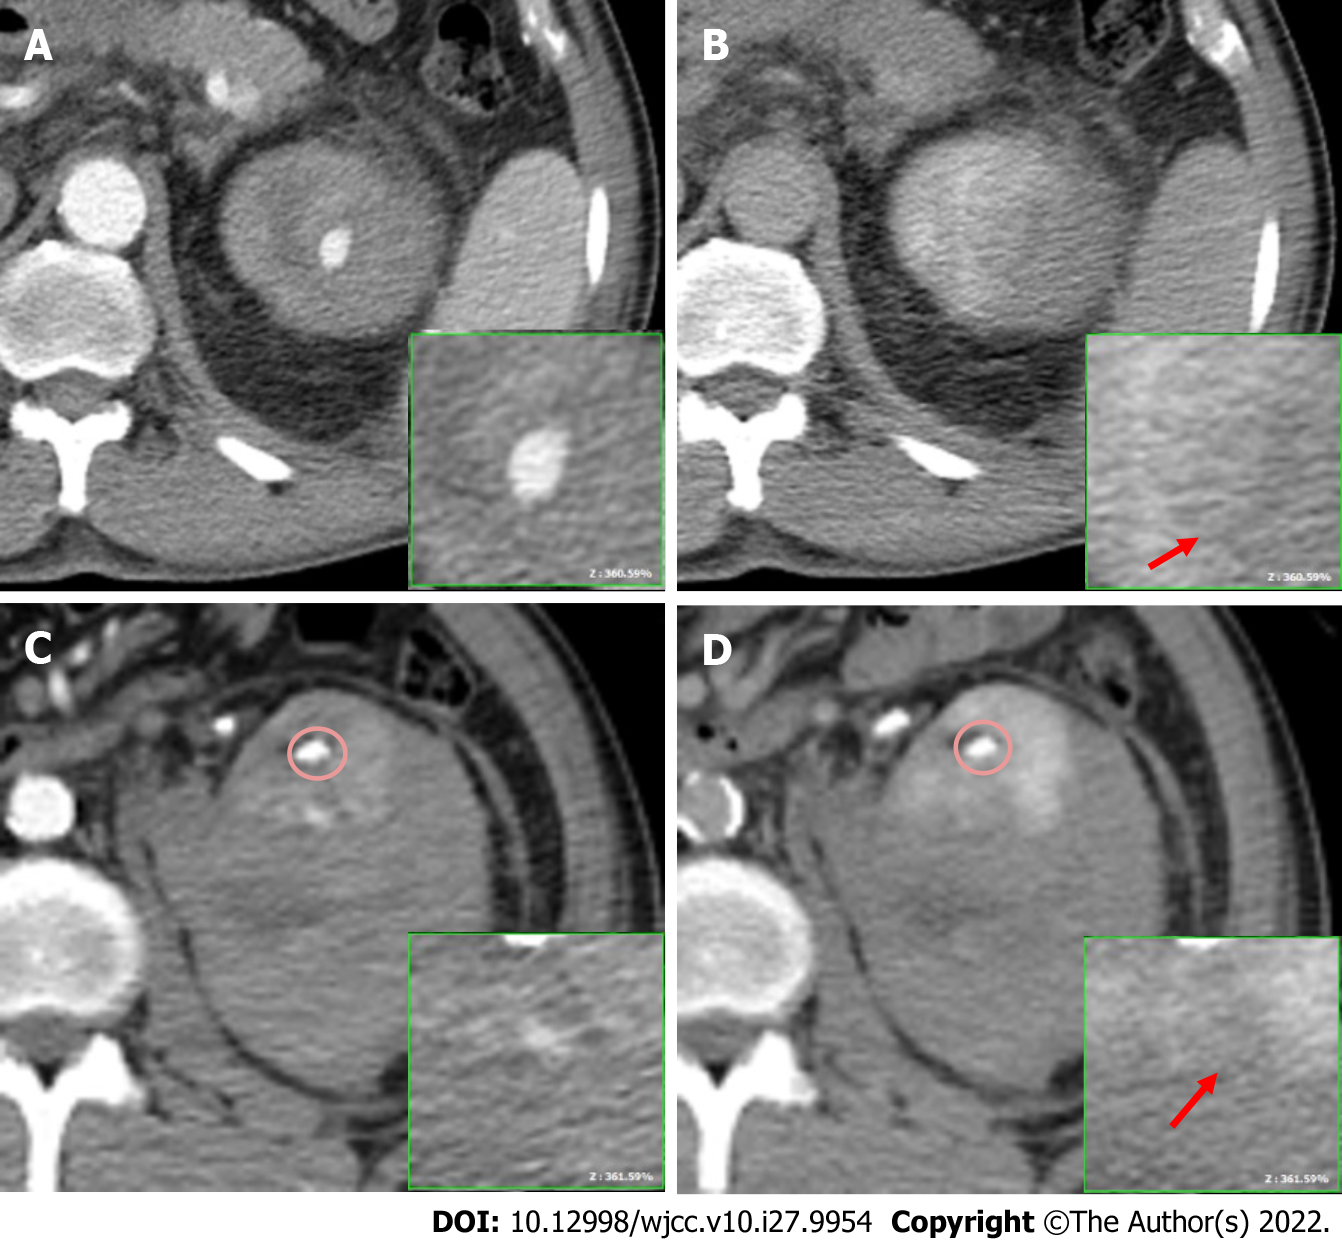 A
B
Z : 360.59%
Z : 360.59%
C
D
Z : 361.59%
Z : 361.59%
DOI: 10.12998/wjcc.v10.i27.9954 Copyright ©The Author(s) 2022.